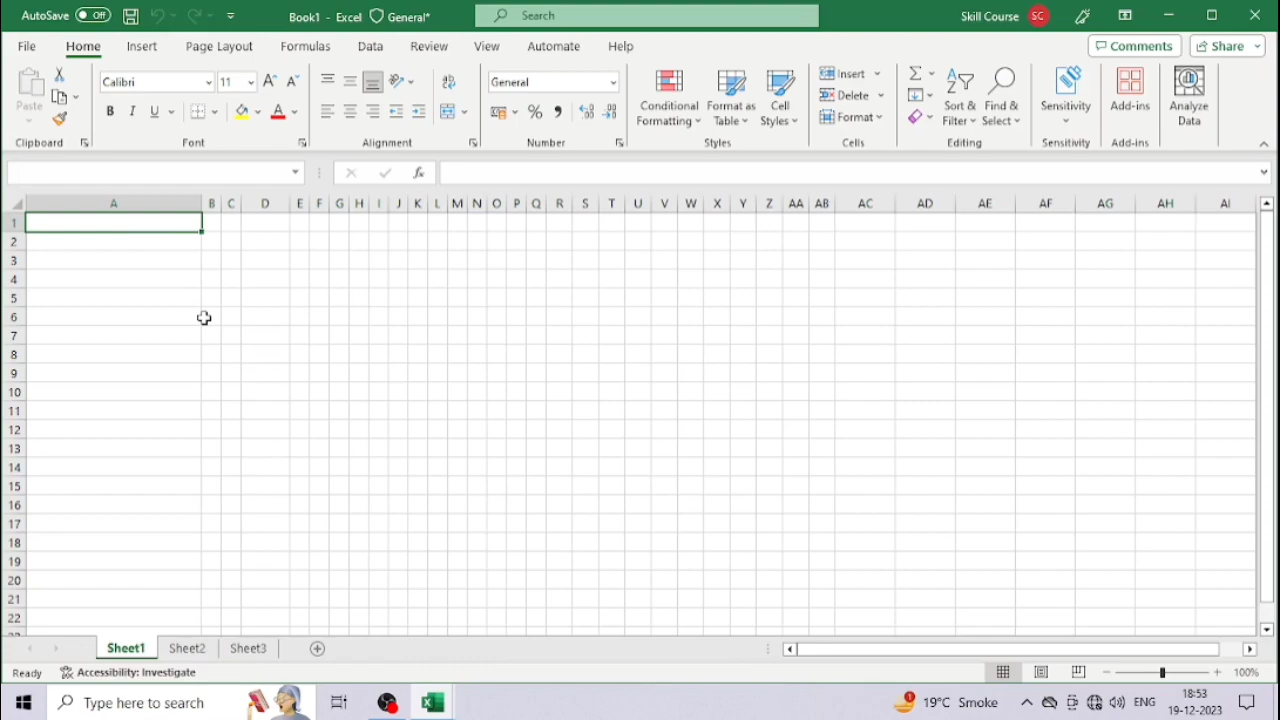 AutoSave Off Book1 - Excel General* Search Skill Course SC
File Home Insert Page Layout Formulas Data Review View Automate Help Comments Share
Paste Calibri 11 General Conditional Formatting Format as Table Cell Styles Insert Delete Format Sort & Filter Find & Select Sensitivity Add-ins Analyze Data
Clipboard Font Alignment Number Styles Cells Editing Sensitivity Add-ins
fx
A B C D E F G H I J K L M N O P Q R S T U V W X Y Z AA AB AC AD AE AF AG AH AI
1
2
3
4
5
6
7
8
9
10
11
12
13
14
15
16
17
18
19
20
21
22
Sheet1 Sheet2 Sheet3
Ready Accessibility: Investigate 100%
Type here to search 19°C Smoke ENG 18:53
19-12-2023